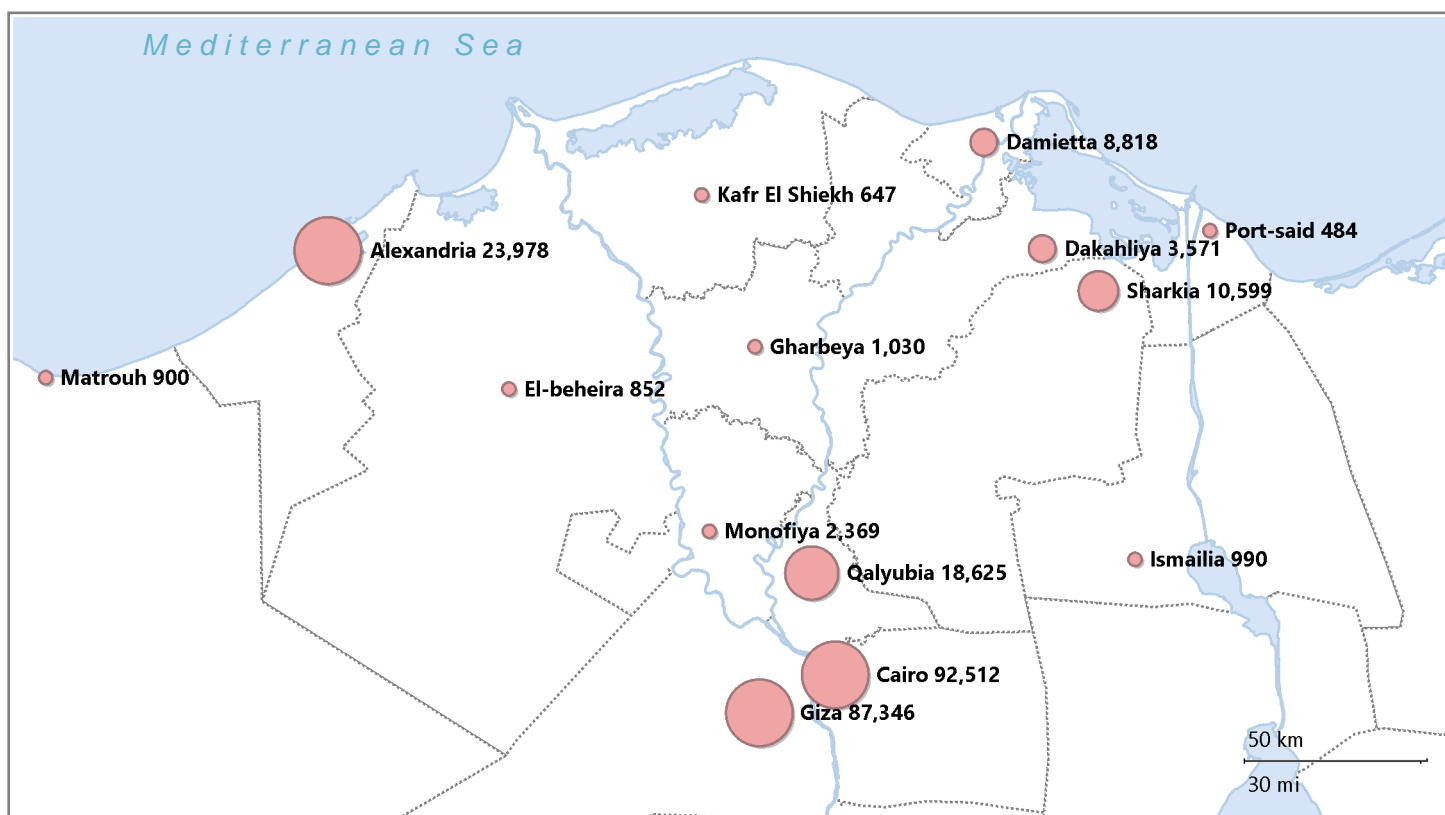 Mediterranean Sea
Damietta 8,818
Kafr El Shiekh 647
Port-said 484
Alexandria 23,978
Dakahliya 3,571
Sharkia 10,599
Gharbeya 1,030
Matrouh 900
El-beheira 852
Monofiya 2,369
Ismailia 990
Qalyubia 18,625
Cairo 92,512
Giza 87,346
50 km
30 mi